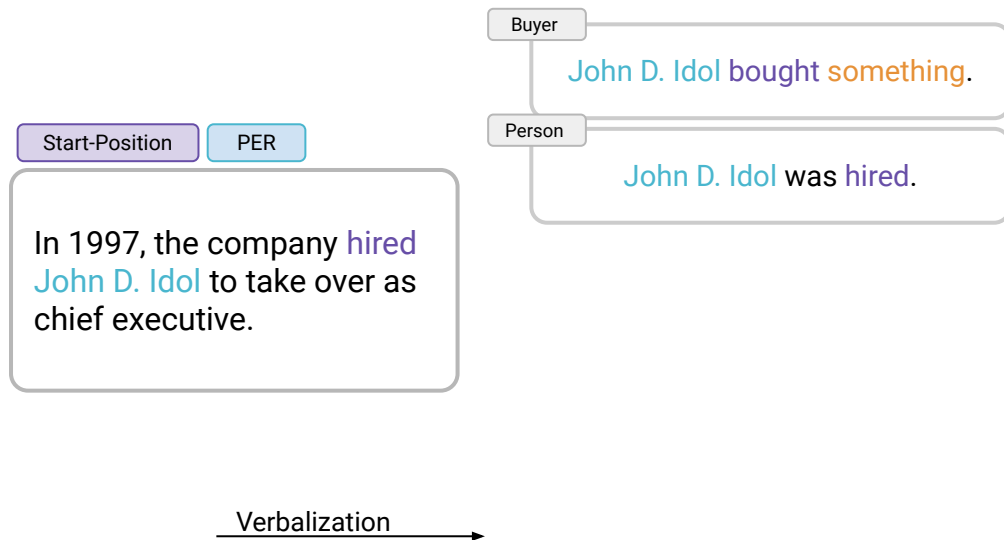 Buyer
John D. Idol bought something.
Start-Position
PER
Person
John D. Idol was hired.
In 1997, the company hired
John D. Idol to take over as
chief executive.
Verbalization